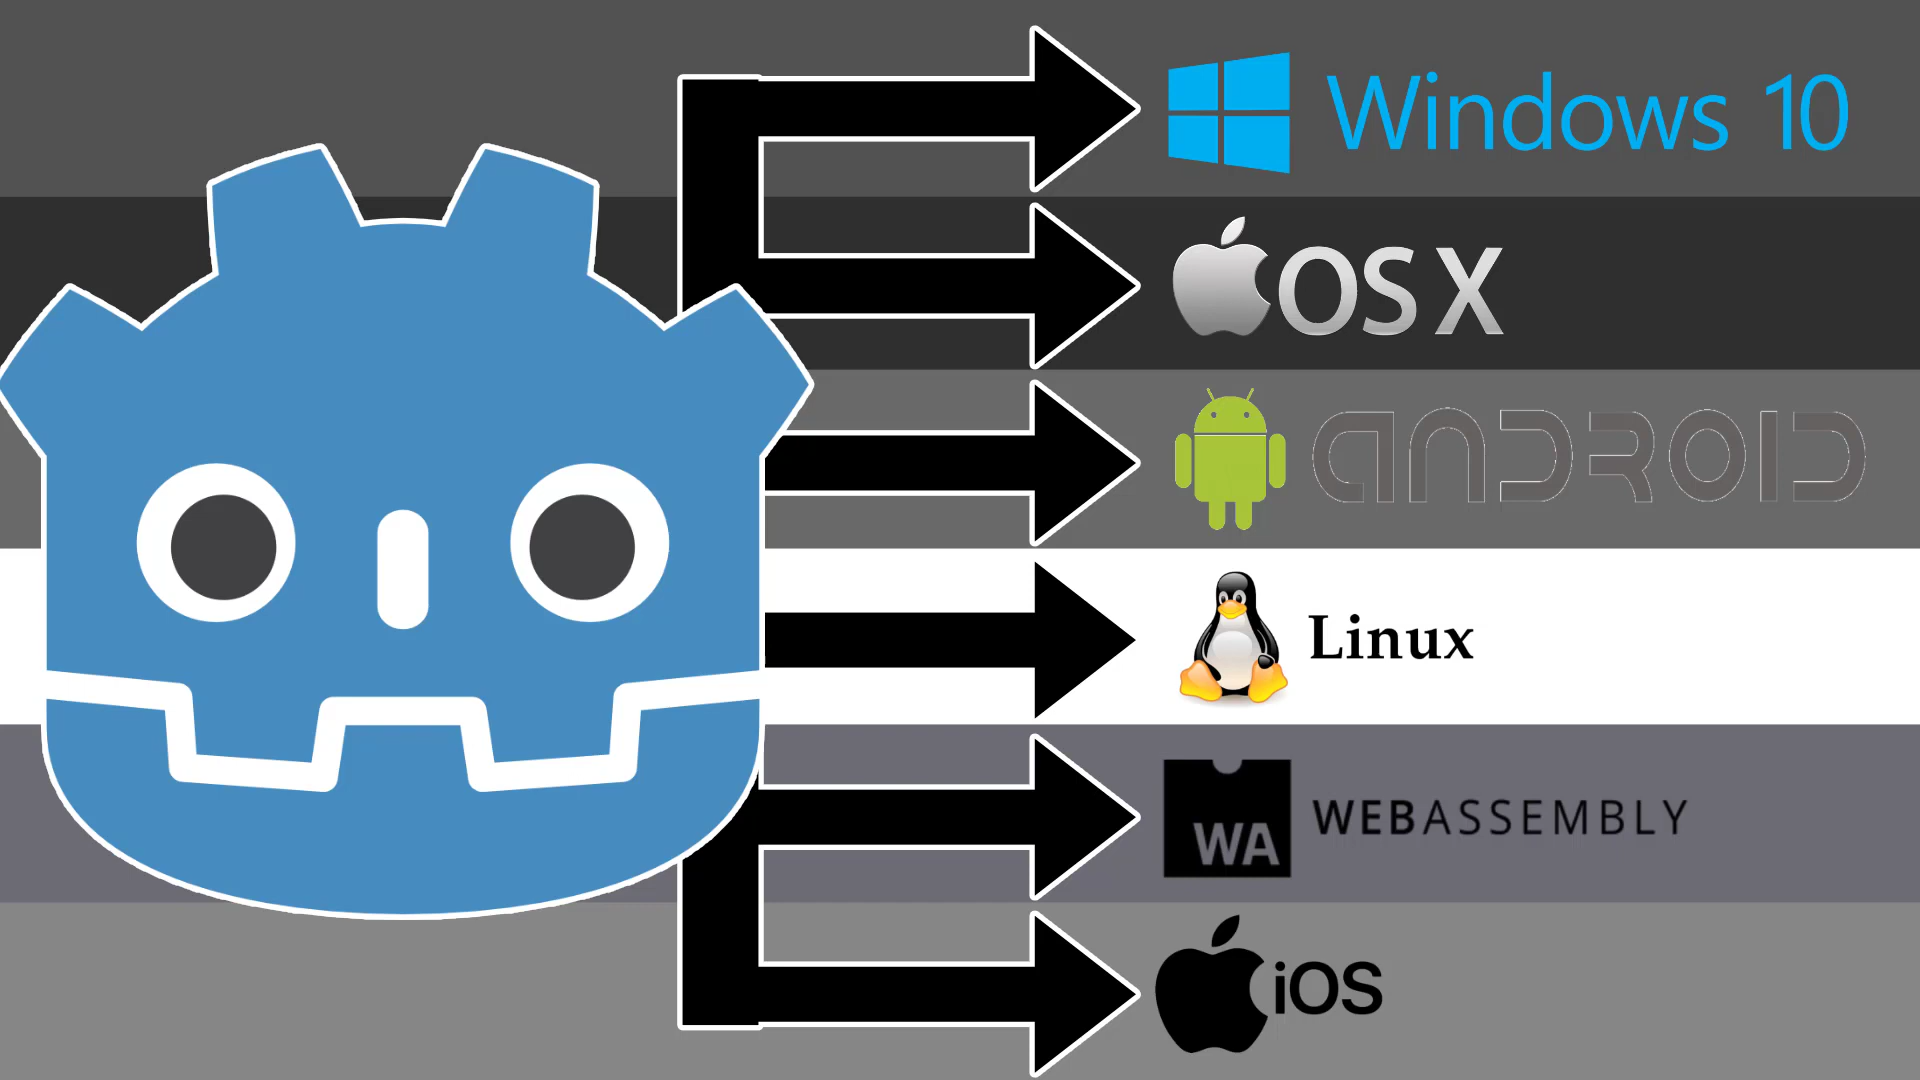 Windows 10
OS X
ANDROID
Linux
WA WEBASSEMBLY
iOS